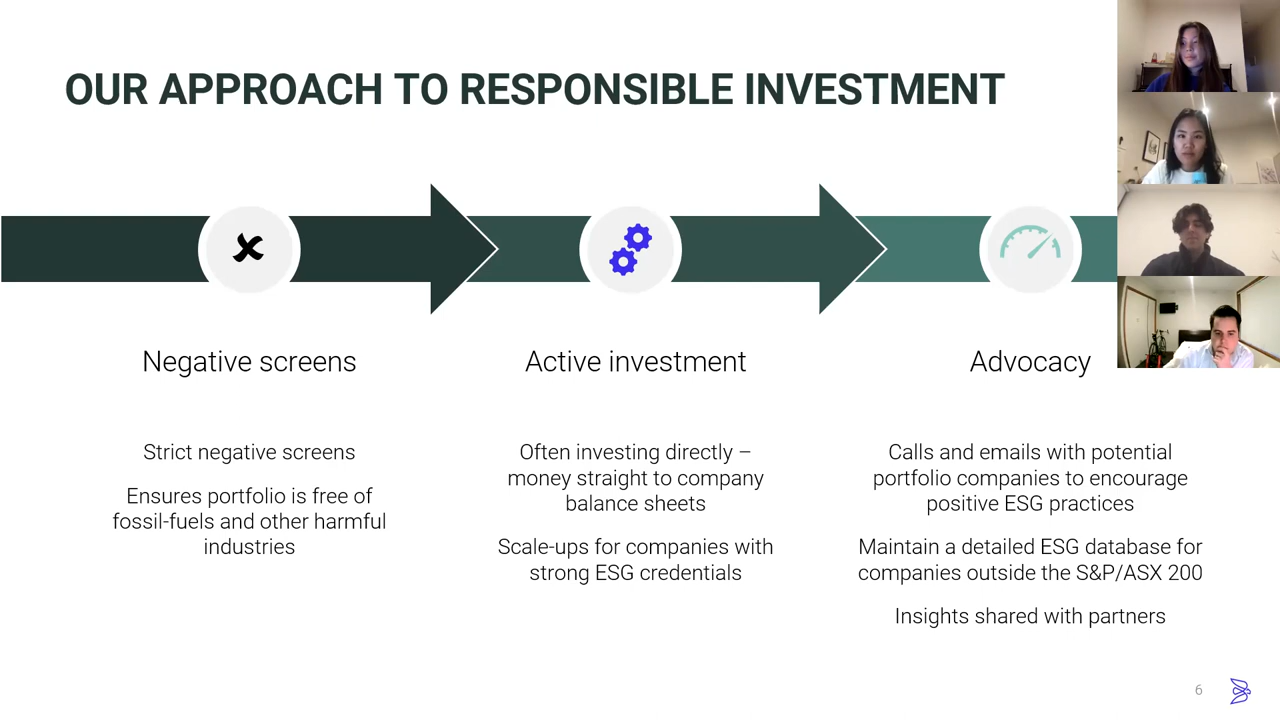 OUR APPROACH TO RESPONSIBLE INVESTMENT
Negative screens
Strict negative screens
Ensures portfolio is free of
fossil-fuels and other harmful
industries
Active investment
Often investing directly –
money straight to company
balance sheets
Scale-ups for companies with
strong ESG credentials
Advocacy
Calls and emails with potential
portfolio companies to encourage
positive ESG practices
Maintain a detailed ESG database for
companies outside the S&P/ASX 200
Insights shared with partners
6